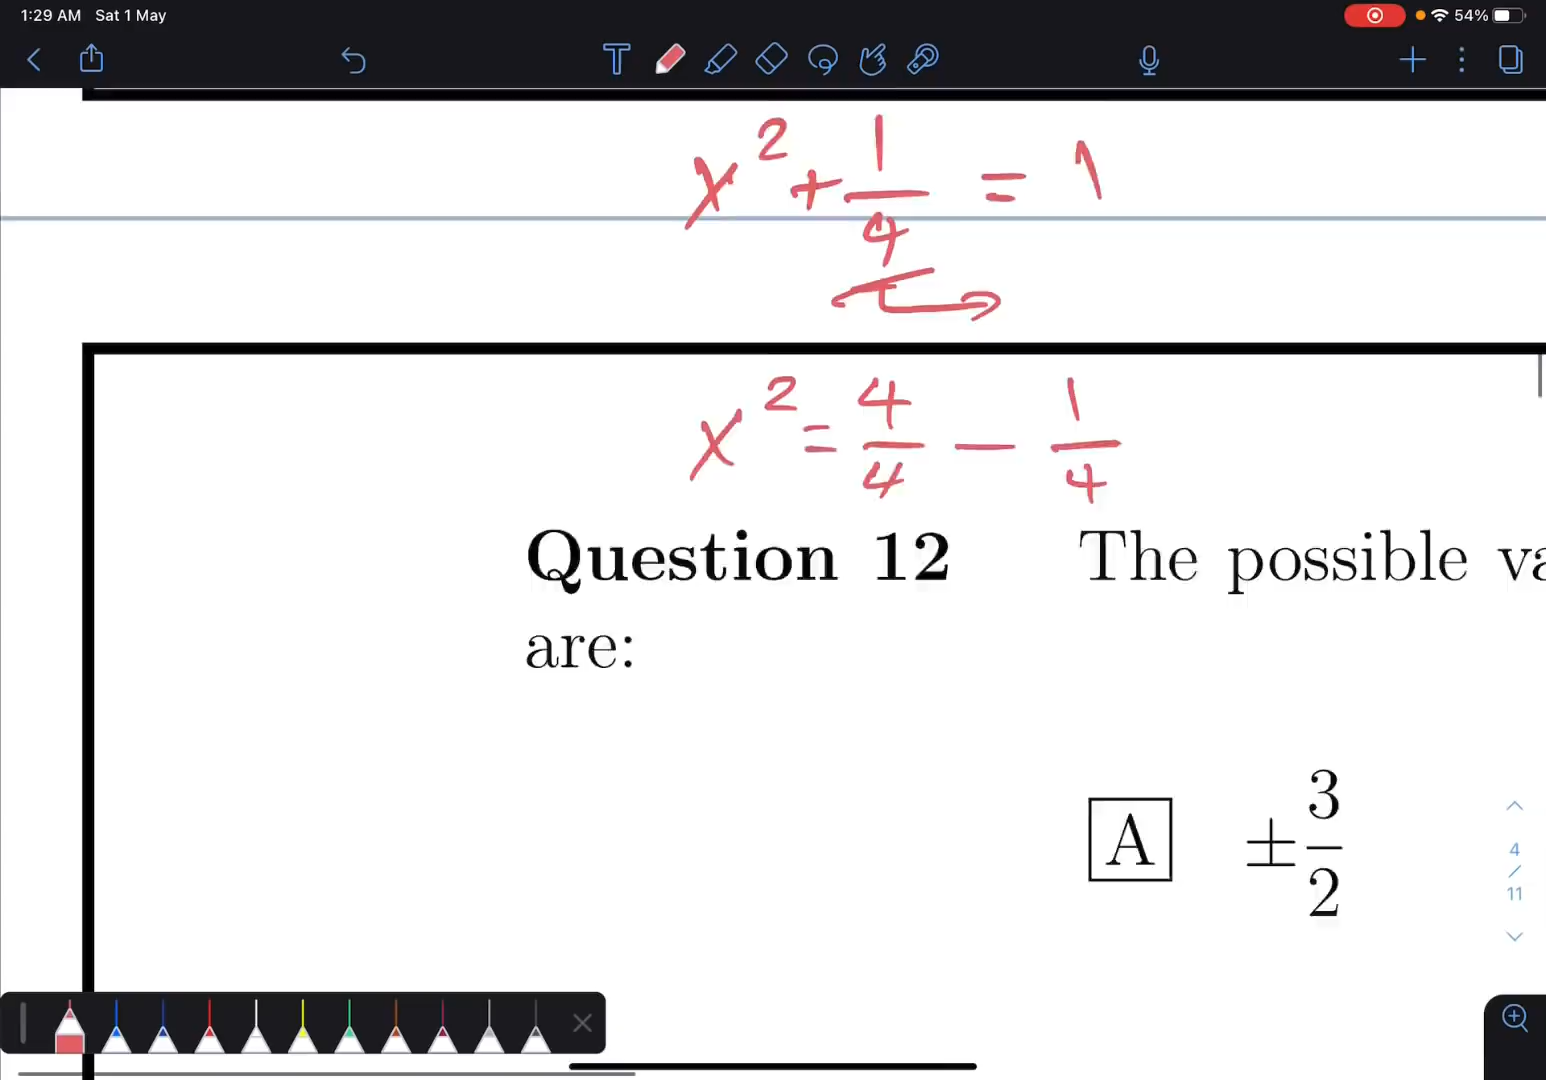 1:29 AM Sat 1 May
54%
x² + 1/4 = 1
x² = 4/4 − 1/4
Question 12 The possible va
are:
A ± 3/2
4
/
11